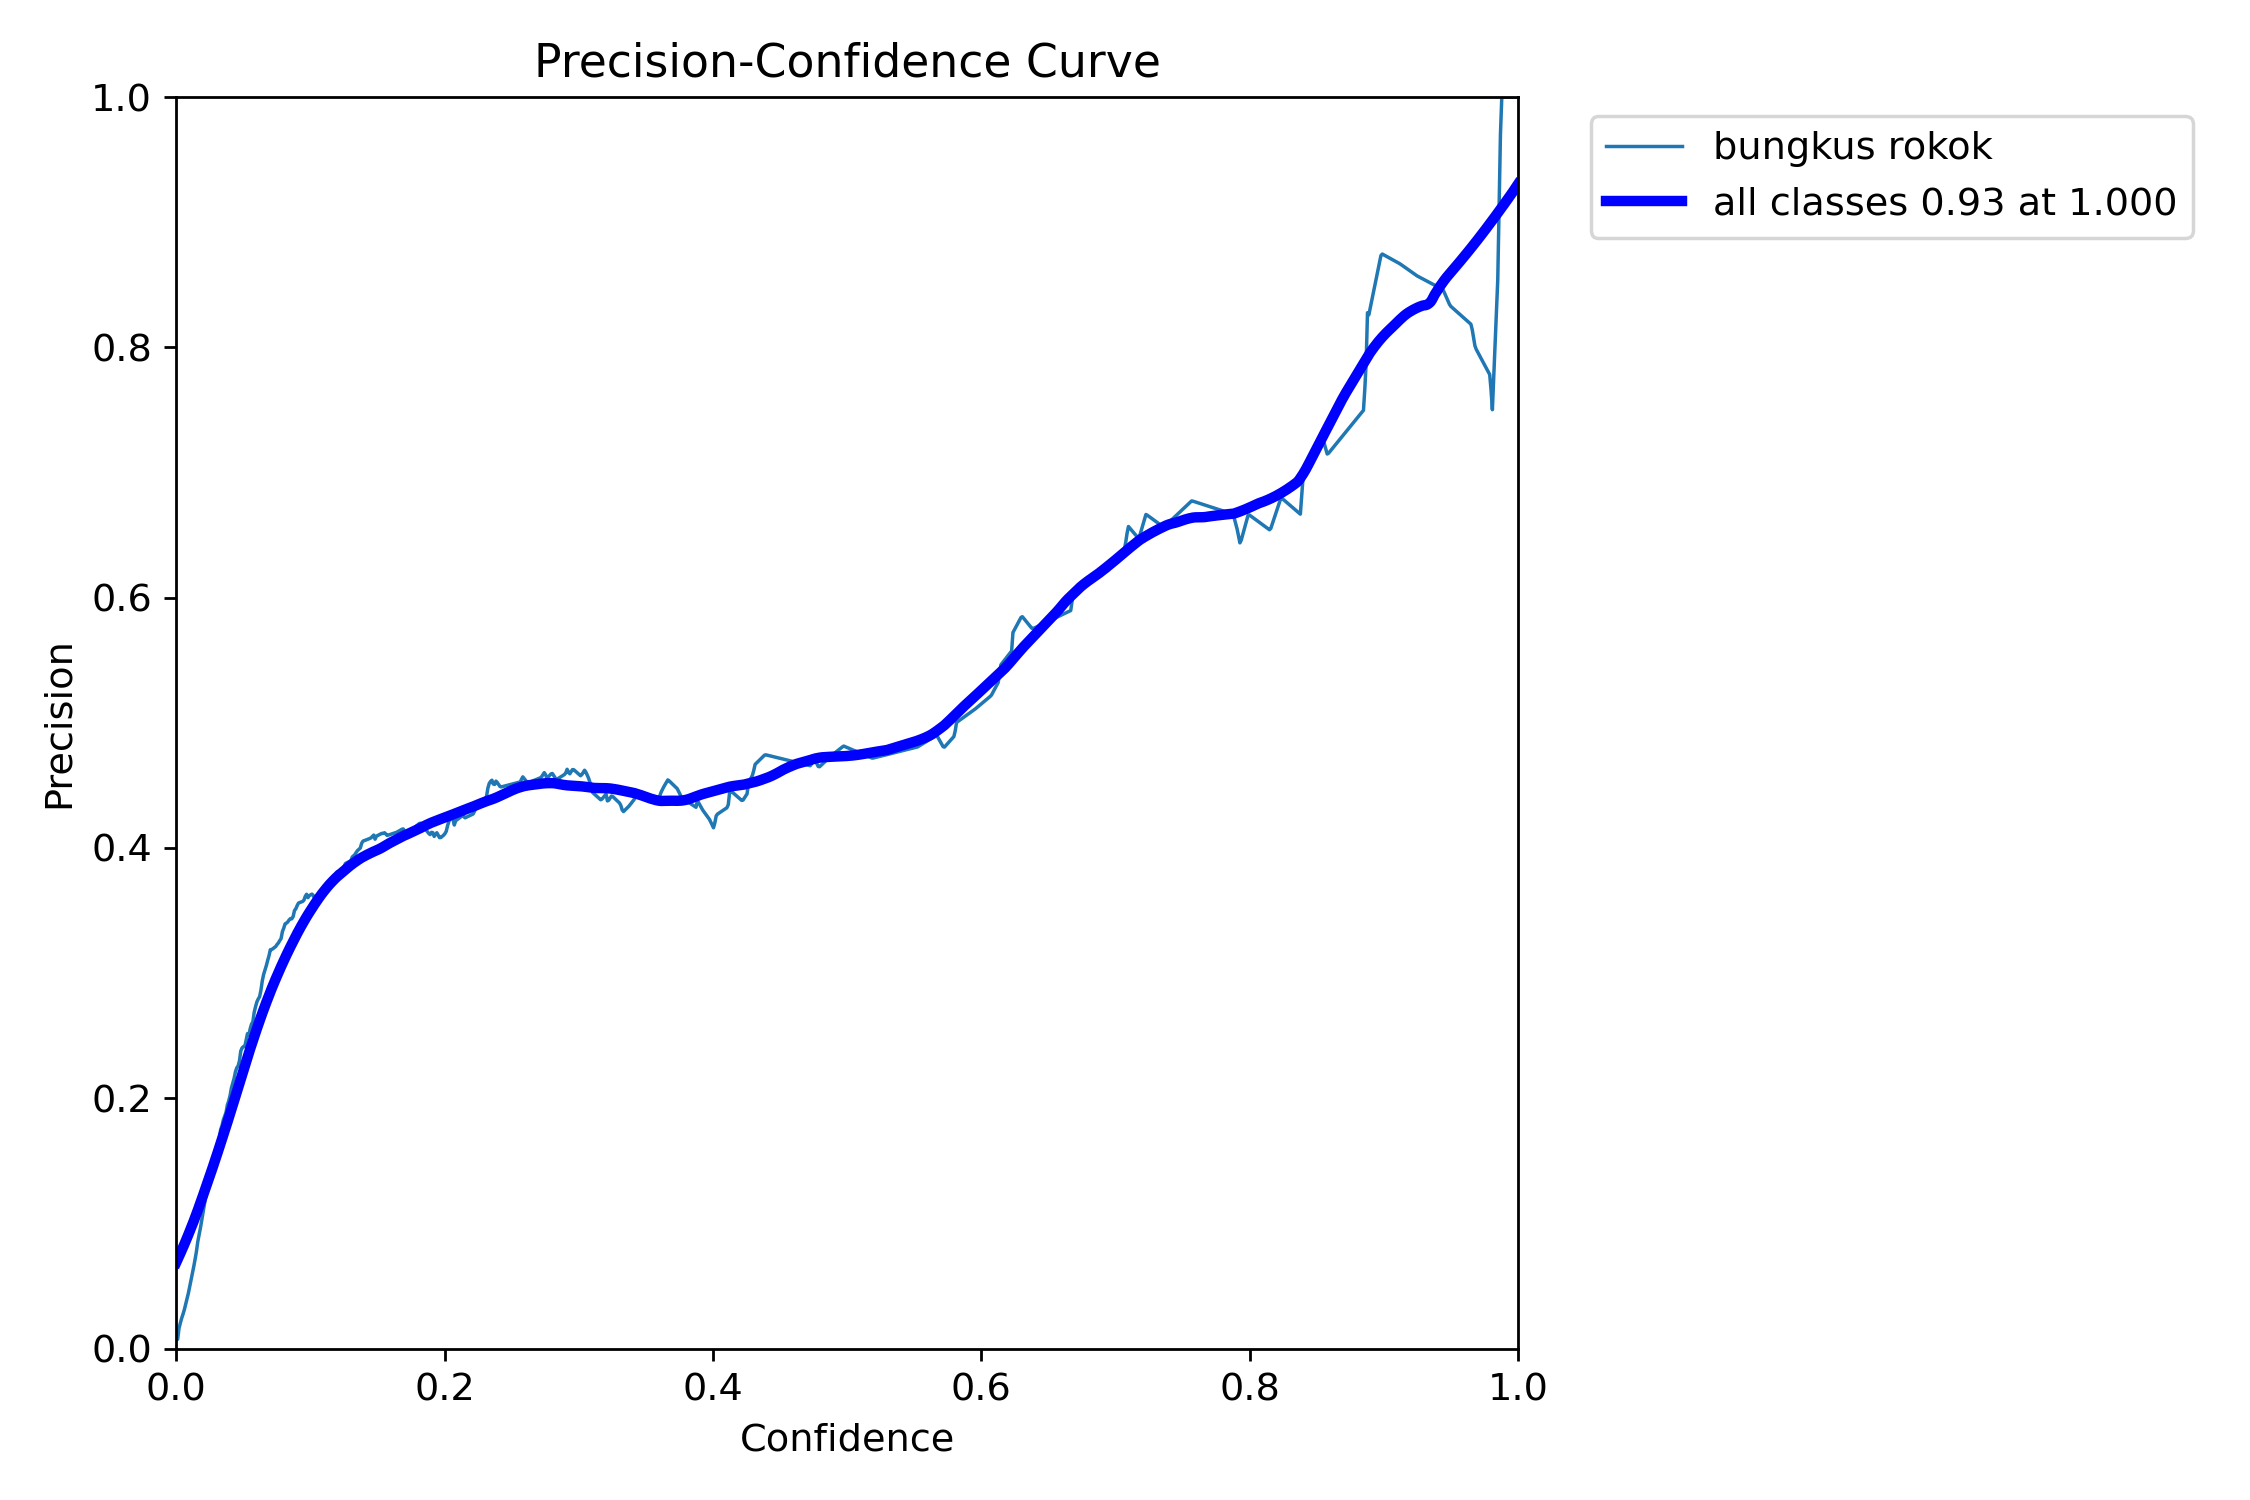 Precision-Confidence Curve
1.0
0.8
0.6
0.4
0.2
0.0
Precision
0.0 0.2 0.4 0.6 0.8 1.0
Confidence
bungkus rokok
all classes 0.93 at 1.000